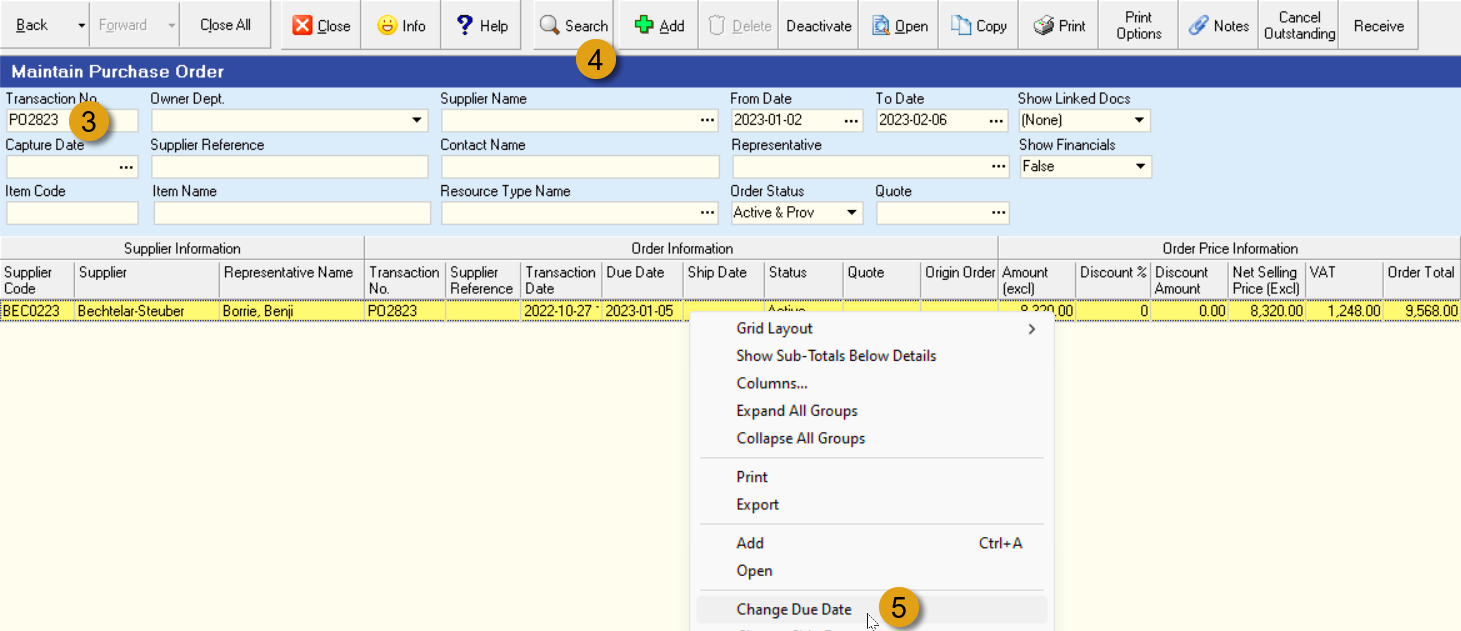 Back Forward Close All Close Info Help Search Add Delete Deactivate Open Copy Print Print Options Notes Cancel Outstanding Receive
4
Maintain Purchase Order
Transaction No. Owner Dept. Supplier Name From Date To Date Show Linked Docs
PO2823 3 ... 2023-01-02 ... 2023-02-06 ... (None)
Capture Date Supplier Reference Contact Name Representative Show Financials
... ... False
Item Code Item Name Resource Type Name Order Status Quote
... Active & Prov ...
Supplier Information Order Information Order Price Information
Supplier Code Supplier Representative Name Transaction No. Supplier Reference Transaction Date Due Date Ship Date Status Quote Origin Order Amount (excl) Discount % Discount Amount Net Selling Price (Excl) VAT Order Total
BEC0223 Bechtelar-Steuber Borrie, Benji PO2823 2022-10-27 2023-01-05 Active 8,320.00 0 0.00 8,320.00 1,248.00 9,568.00
Grid Layout
Show Sub-Totals Below Details
Columns...
Expand All Groups
Collapse All Groups
Print
Export
Add Ctrl+A
Open
Change Due Date 5